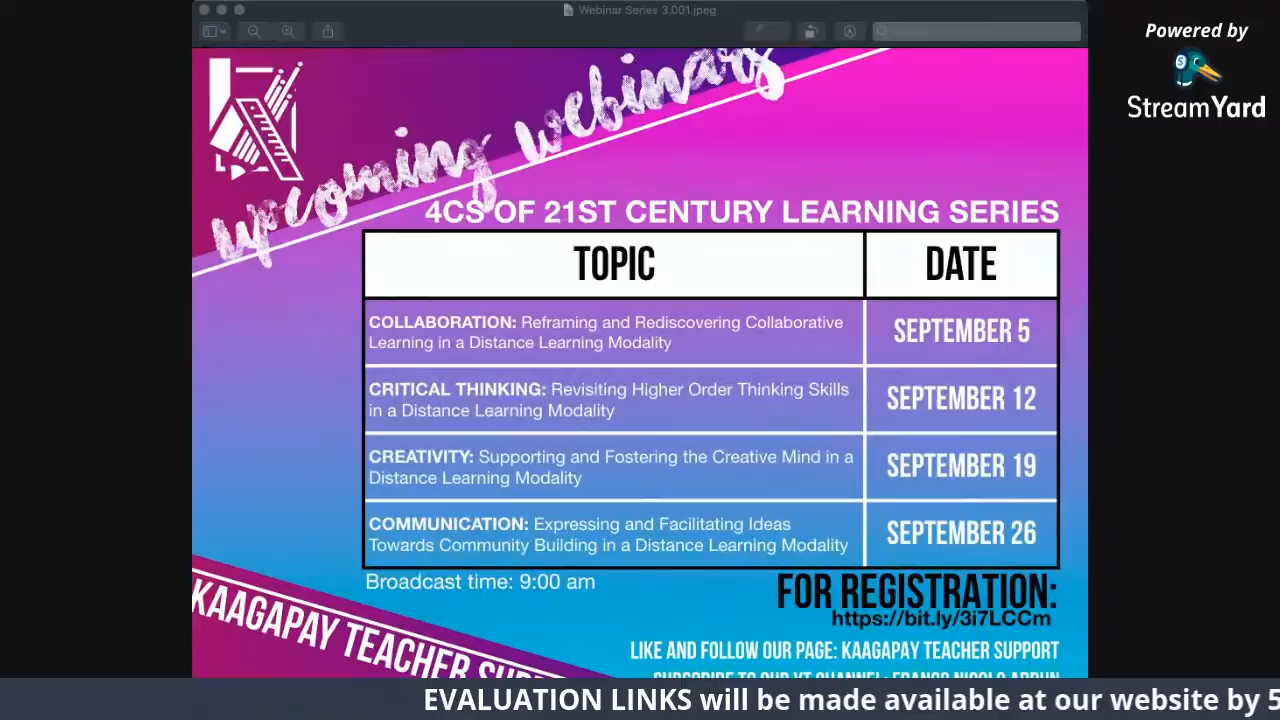 Webinar Series 3.001.jpeg
Powered by
StreamYard
upcoming webinars
4CS OF 21ST CENTURY LEARNING SERIES
TOPIC DATE
COLLABORATION: Reframing and Rediscovering Collaborative
Learning in a Distance Learning Modality
SEPTEMBER 5
CRITICAL THINKING: Revisiting Higher Order Thinking Skills
in a Distance Learning Modality
SEPTEMBER 12
CREATIVITY: Supporting and Fostering the Creative Mind in a
Distance Learning Modality
SEPTEMBER 19
COMMUNICATION: Expressing and Facilitating Ideas
Towards Community Building in a Distance Learning Modality
SEPTEMBER 26
Broadcast time: 9:00 am
FOR REGISTRATION:
https://bit.ly/3i7LCCm
KAAGAPAY TEACHER
LIKE AND FOLLOW OUR PAGE: KAAGAPAY TEACHER SUPPORT
SUBSCRIBE TO OUR YT CHANNEL:
EVALUATION LINKS will be made available at our website by 5